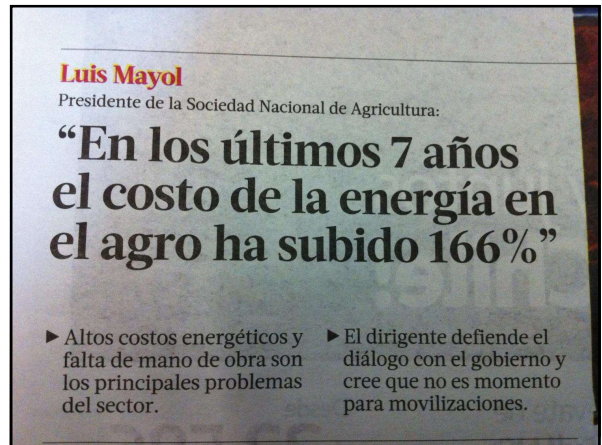 Luis Mayol
Presidente de la Sociedad Nacional de Agricultura:
“En los últimos 7 años
el costo de la energía en
el agro ha subido 166%”
▶ Altos costos energéticos y
falta de mano de obra son
los principales problemas
del sector.
▶ El dirigente defiende el
diálogo con el gobierno y
cree que no es momento
para movilizaciones.